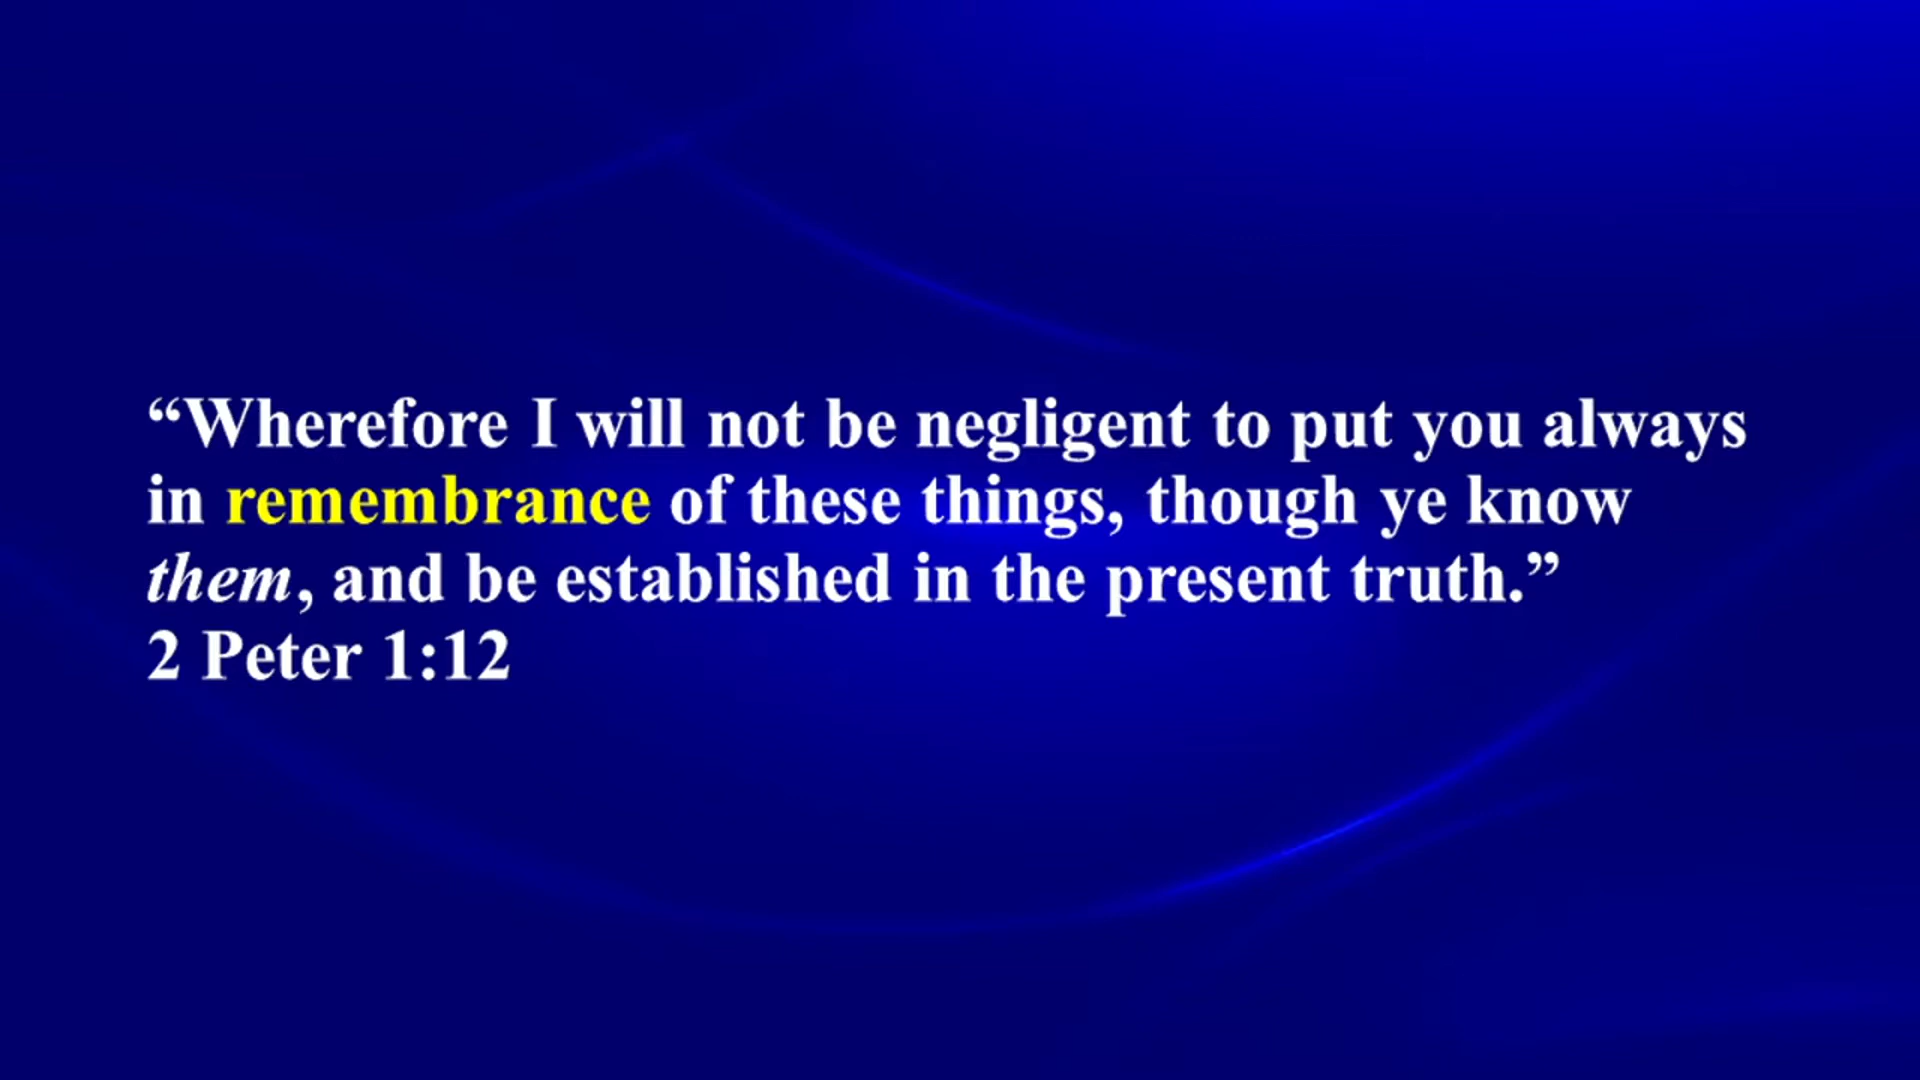 “Wherefore I will not be negligent to put you always
in remembrance of these things, though ye know
them, and be established in the present truth.”
2 Peter 1:12